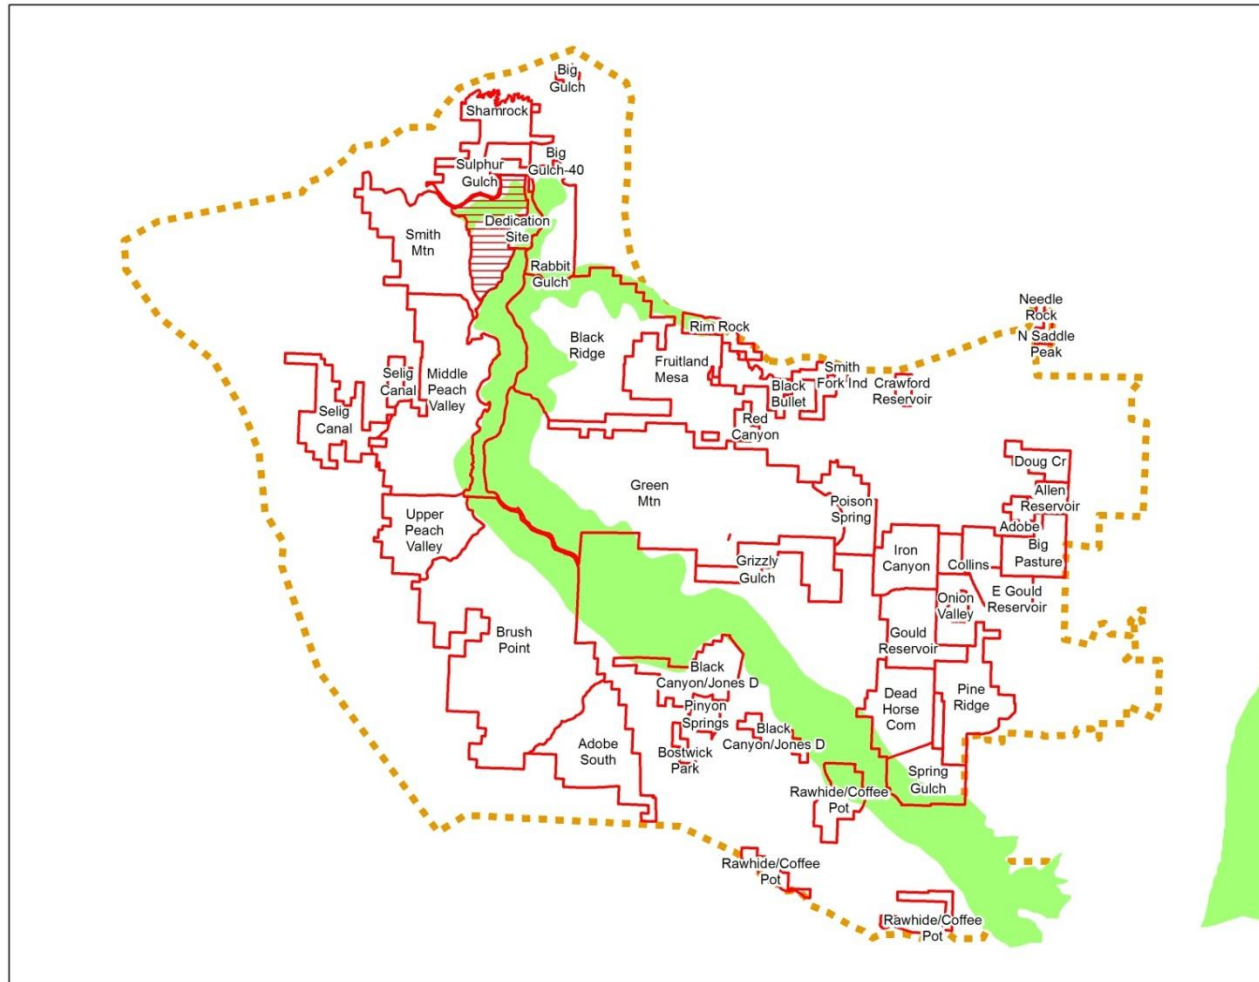 Big
Gulch
Shamrock
Big
Gulch-40
Sulphur
Gulch
Dedication
Site
Smith
Mtn
Rabbit
Gulch
Needle
Rock
N Saddle
Peak
Rim Rock
Black
Ridge
Fruitland
Mesa
Smith
Fork Ind
Black
Bullet
Crawford
Reservoir
Selig
Canal
Middle
Peach
Valley
Selig
Canal
Red
Canyon
Doug Cr
Green
Mtn
Poison
Spring
Allen
Reservoir
Adobe
Upper
Peach
Valley
Big
Pasture
Iron
Canyon
Collins
Grizzly
Gulch
E Gould
Reservoir
Onion
Valley
Brush
Point
Gould
Reservoir
Black
Canyon/Jones D
Dead
Horse
Com
Pine
Ridge
Pinyon
Springs
Black
Canyon/Jones D
Adobe
South
Bostwick
Park
Spring
Gulch
Rawhide/Coffee
Pot
Rawhide/Coffee
Pot
Rawhide/Coffee
Pot